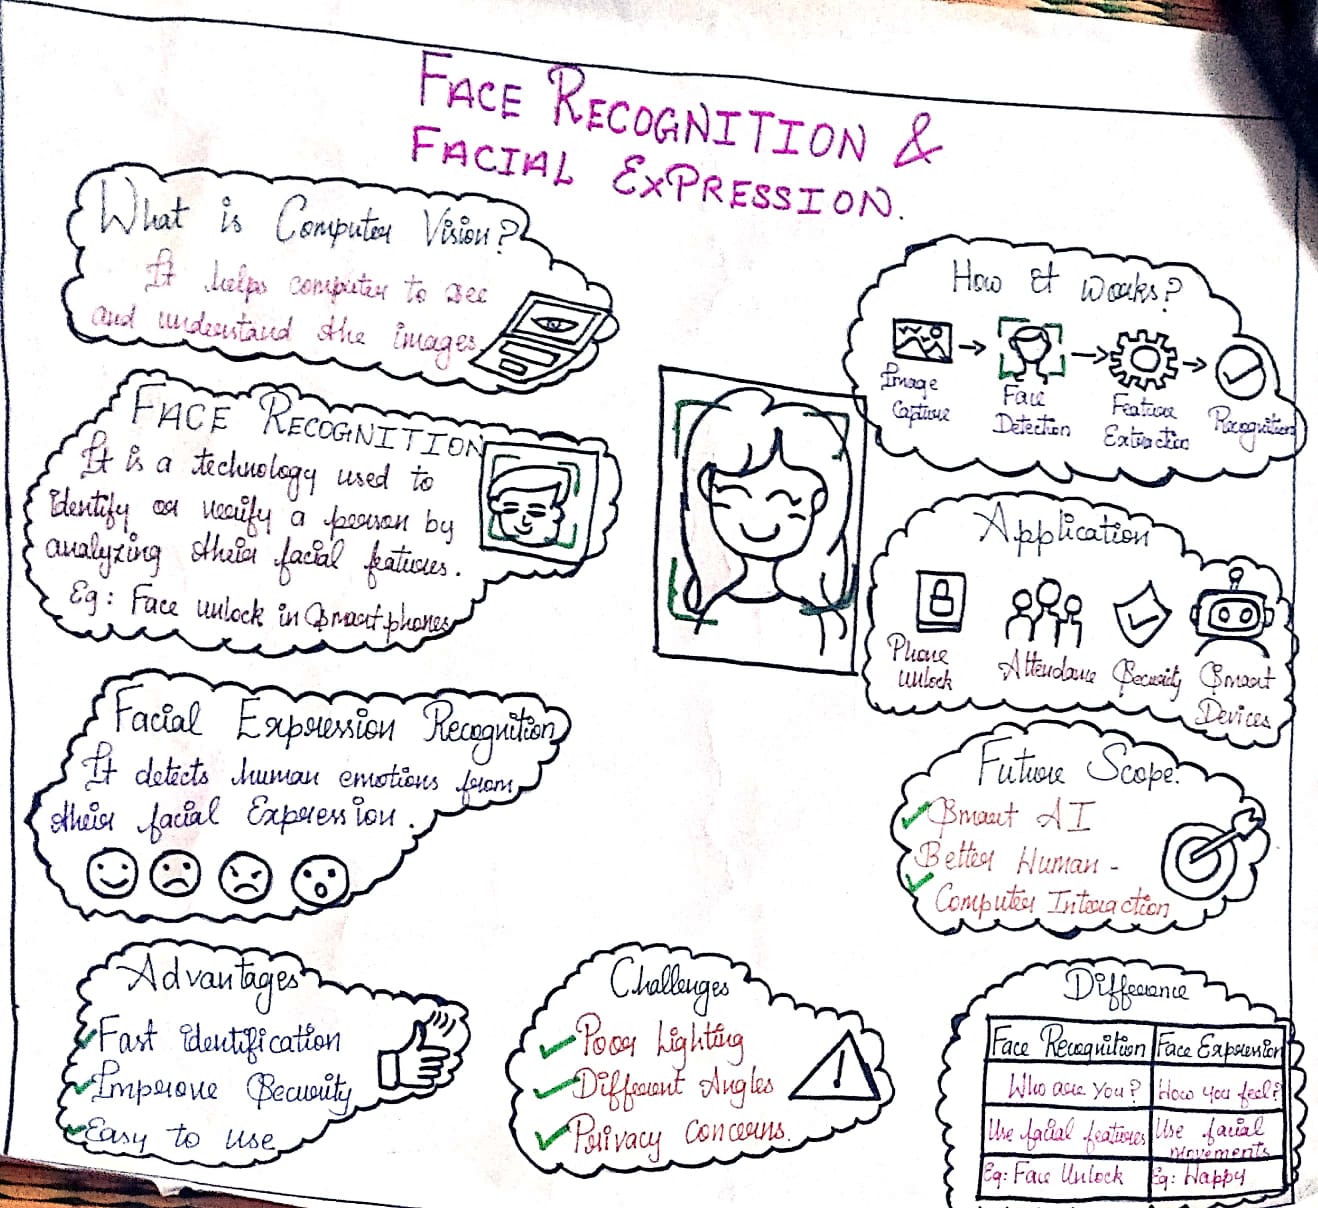 FACE RECOGNITION &
FACIAL EXPRESSION.
What is Computer Vision?
It helps computer to see
and understand the images.
FACE RECOGNITION
It is a technology used to
identify or verify a person by
analyzing their facial features.
Eg: Face unlock in Smart phones
Facial Expression Recognition
It detects human emotions from
their facial Expression.
Advantages
Fast identification
Improve Security
Easy to use
Challenges
Poor Lighting
Different Angles
Privacy Concerns.
How It Works?
Image
Capture
Face
Detection
Feature
Extraction
Recognition
Application
Phone
Unlock
Attendance
Security
Smart
Devices
Future Scope:
Smart AI
Better Human -
Computer Interaction
Difference
Face Recognition Face Expression
Who are you? How you feel?
Use facial features Use facial
movements
Eg: Face Unlock Eg: Happy